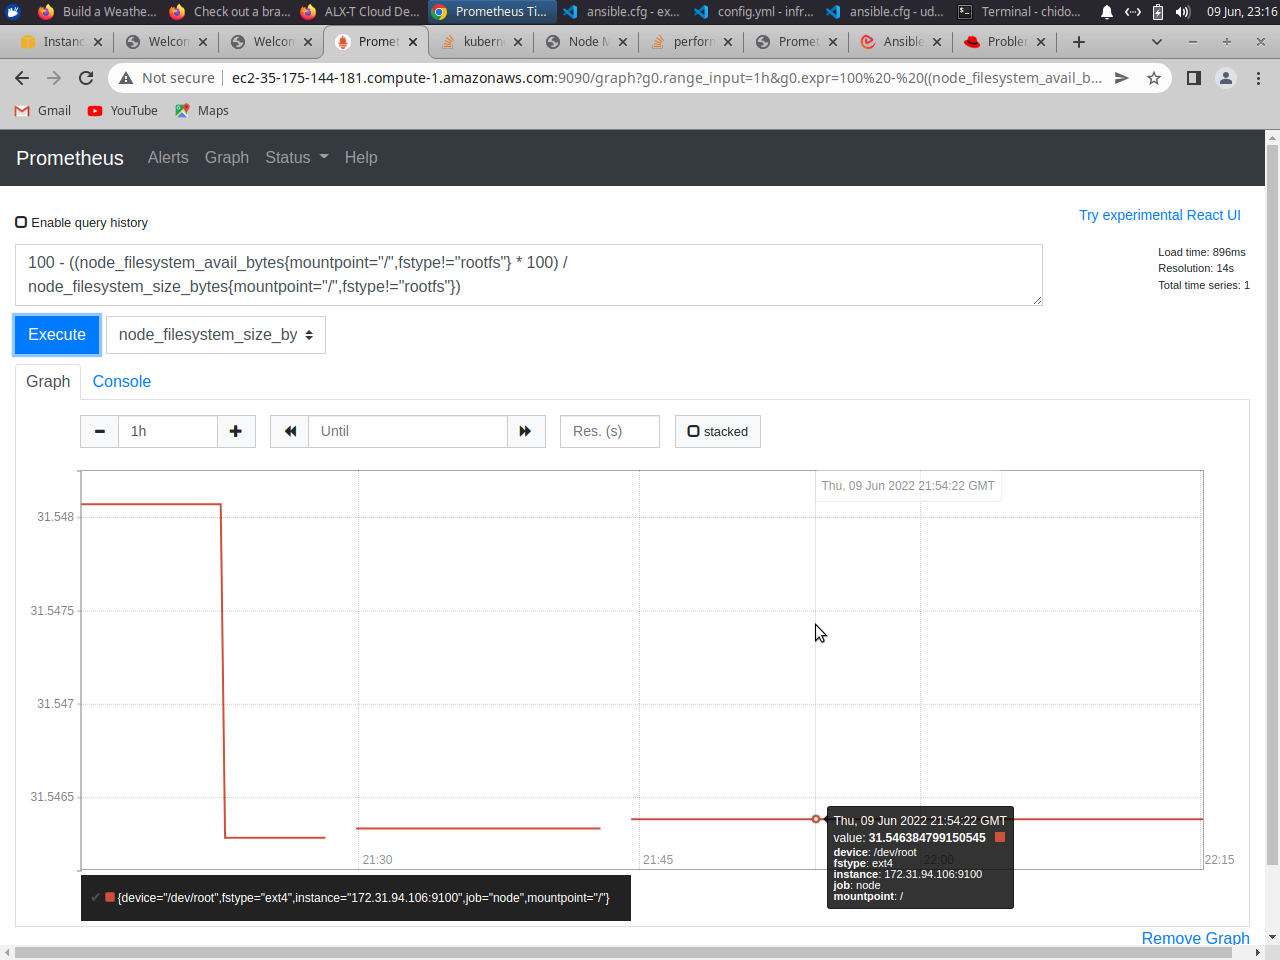 Build a Weathe...
Check out a bra...
ALX-T Cloud De...
Prometheus Ti...
ansible.cfg - ex...
config.yml - infr...
ansible.cfg - ud...
Terminal - chido...
09 Jun, 23:16
Instanc
Welcom
Welcom
Promet
kubern
Node M
perform
Promet
Ansible
Problem
Not secure
ec2-35-175-144-181.compute-1.amazonaws.com:9090/graph?g0.range_input=1h&g0.expr=100%20-%20((node_filesystem_avail_b...
Gmail
YouTube
Maps
Prometheus
Alerts
Graph
Status
Help
Enable query history
Try experimental React UI
100 - ((node_filesystem_avail_bytes{mountpoint="/",fstype!="rootfs"} * 100) /
node_filesystem_size_bytes{mountpoint="/",fstype!="rootfs"})
Load time: 896ms
Resolution: 14s
Total time series: 1
Execute
node_filesystem_size_by
Graph
Console
1h
Until
Res. (s)
stacked
Thu, 09 Jun 2022 21:54:22 GMT
31.548
31.5475
31.547
31.5465
21:30
21:45
22:00
22:15
Thu, 09 Jun 2022 21:54:22 GMT
value: 31.546384799150545
device: /dev/root
fstype: ext4
instance: 172.31.94.106:9100
job: node
mountpoint: /
{device="/dev/root",fstype="ext4",instance="172.31.94.106:9100",job="node",mountpoint="/"}
Remove Graph